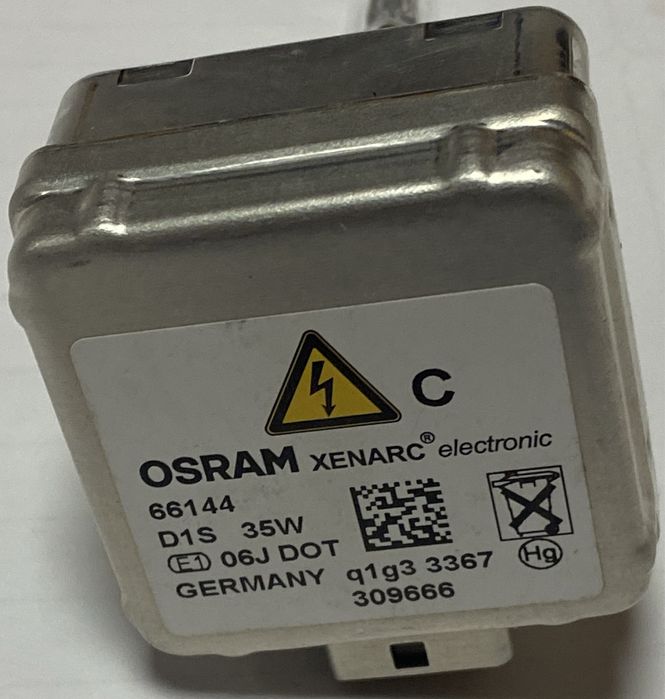 C
OSRAM XENARC® electronic
66144
D1S 35W
E1 06J DOT
GERMANY
q1g3 3367
309666
Hg